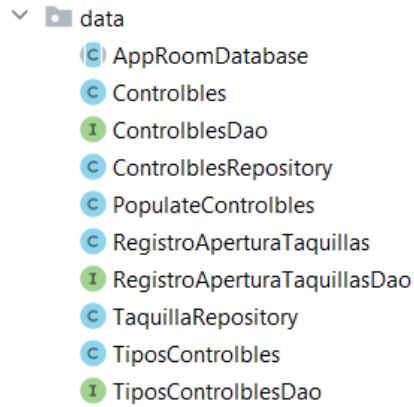 data
C AppRoomDatabase
C Controlbles
I ControlblesDao
C ControlblesRepository
C PopulateControlbles
C RegistroAperturaTaquillas
I RegistroAperturaTaquillasDao
C TaquillaRepository
C TiposControlbles
I TiposControlblesDao